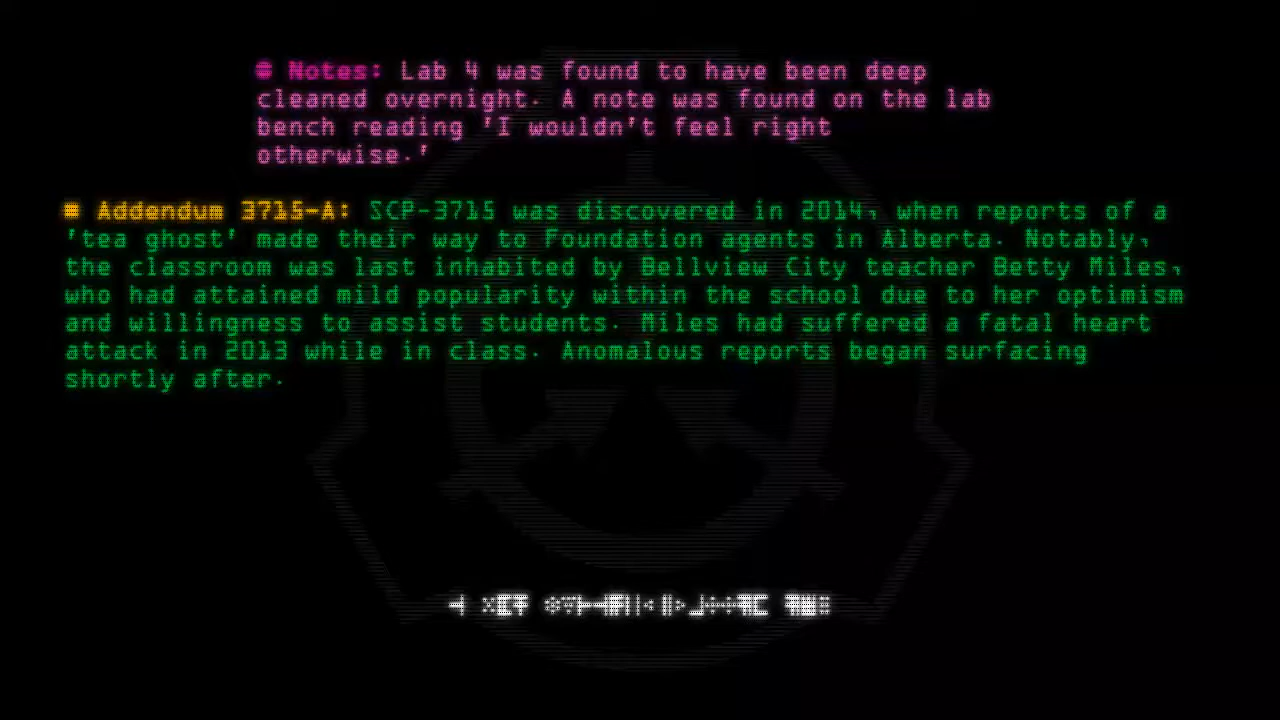 # Notes: Lab 4 was found to have been deep
cleaned overnight. A note was found on the lab
bench reading 'I wouldn't feel right
otherwise.'
# Addendum 3715-A: SCP-3715 was discovered in 2014, when reports of a
'tea ghost' made their way to Foundation agents in Alberta. Notably,
the classroom was last inhabited by Bellview City teacher Betty Miles,
who had attained mild popularity within the school due to her optimism
and willingness to assist students. Miles had suffered a fatal heart
attack in 2013 while in class. Anomalous reports began surfacing
shortly after.